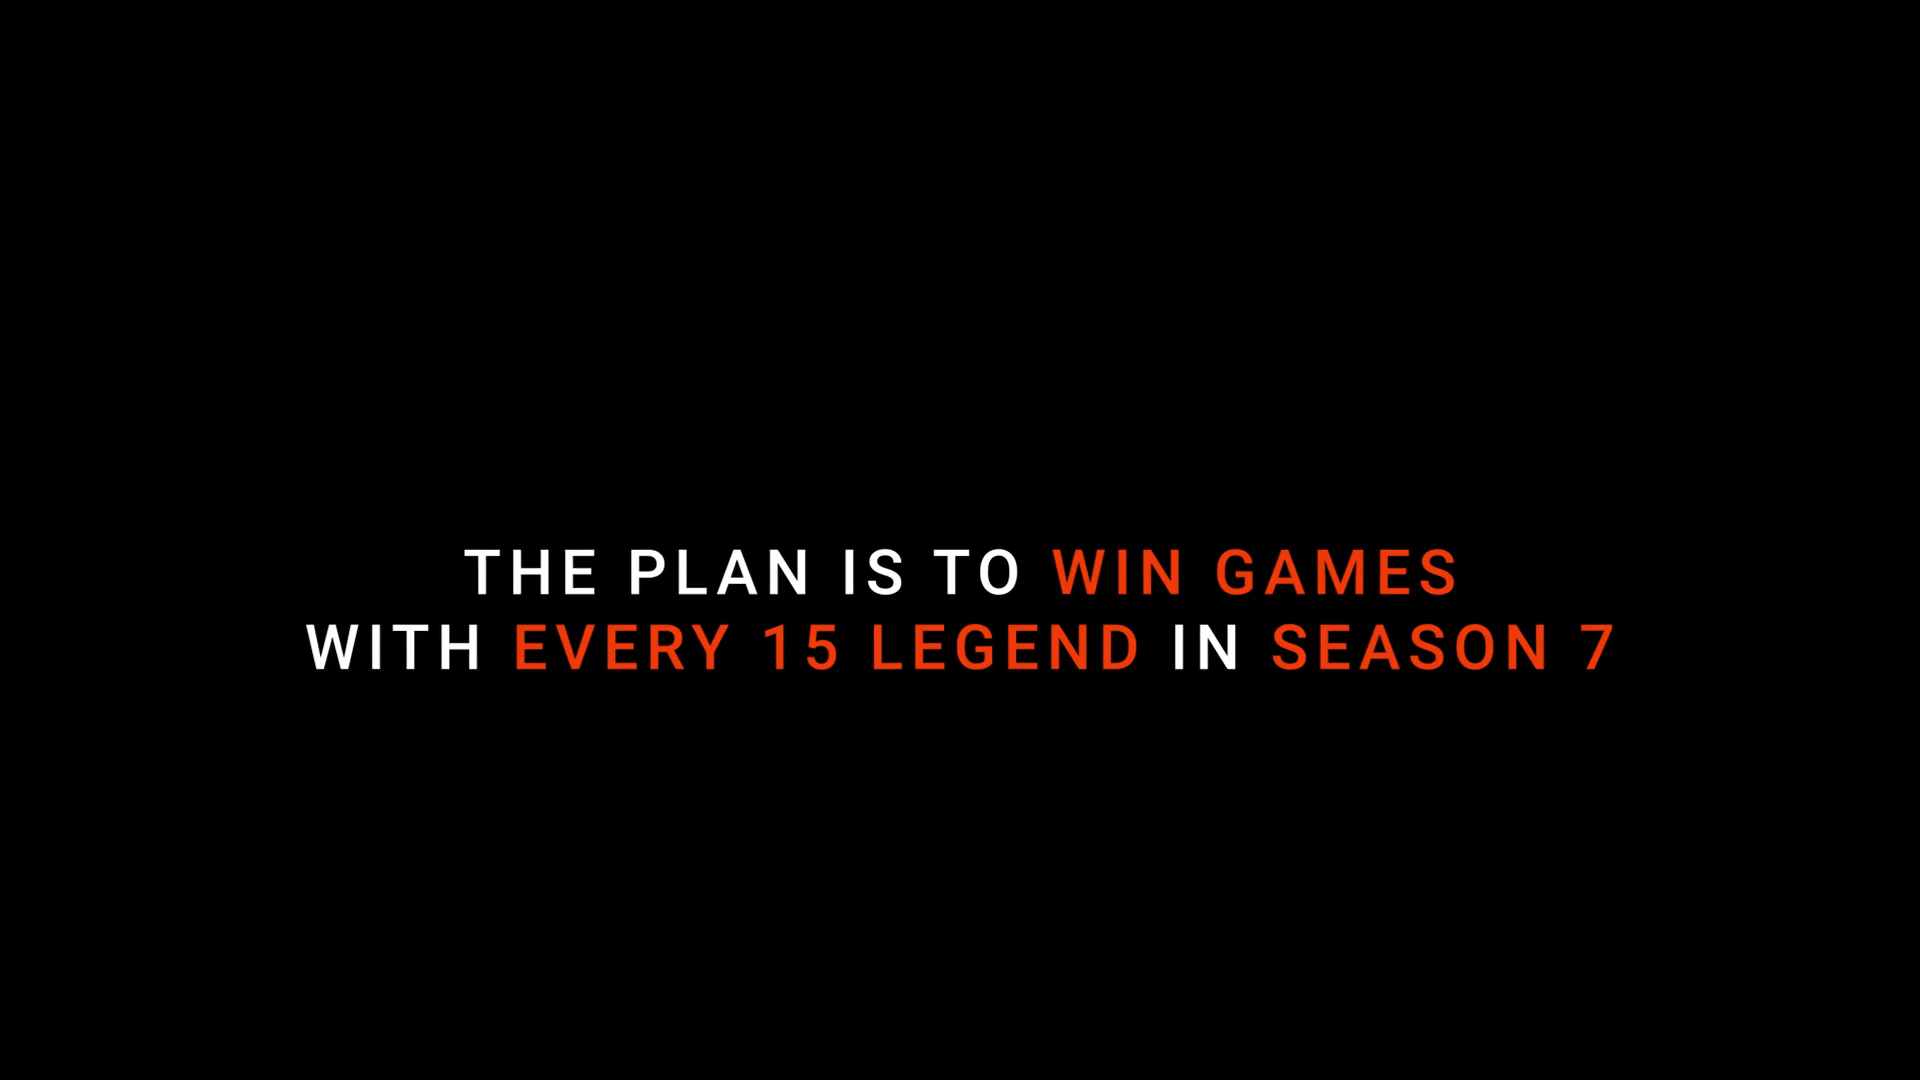 THE PLAN IS TO WIN GAMES
WITH EVERY 15 LEGEND IN SEASON 7